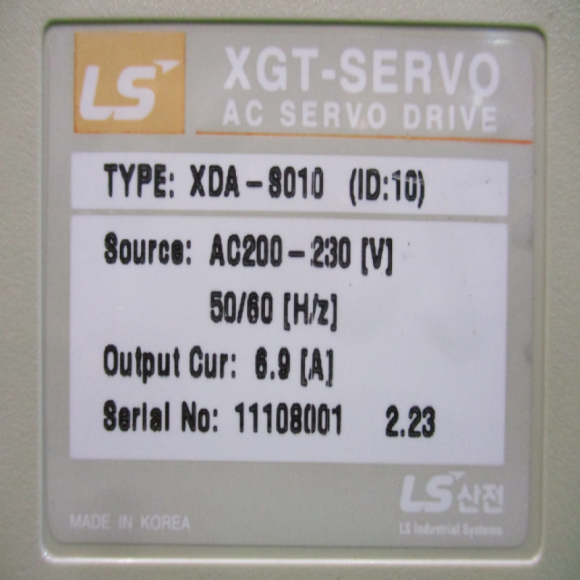 LS
XGT-SERVO
AC SERVO DRIVE
TYPE: XDA-S010 (ID:10)
Source: AC200-230 [V]
50/60 [H/z]
Output Cur: 6.9 [A]
Serial No: 11108001 2.23
LS산전
MADE IN KOREA
LS Industrial Systems